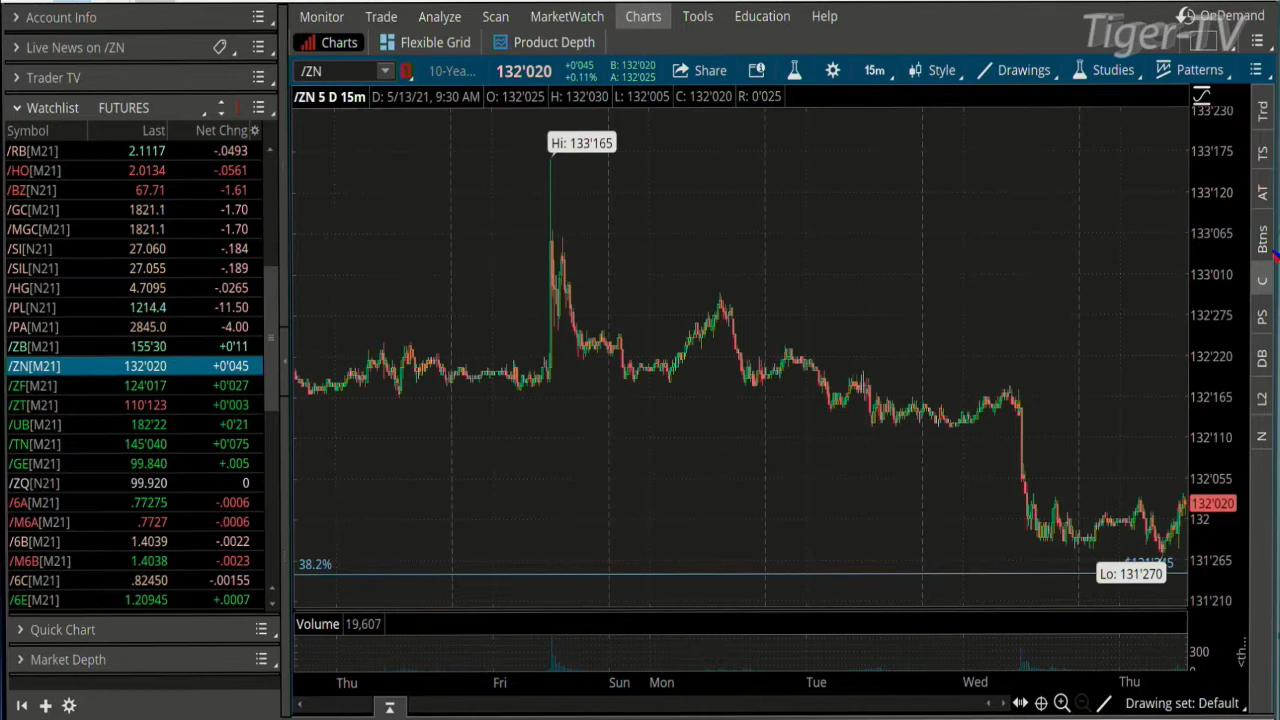 Account Info
Live News on /ZN
Trader TV
Watchlist FUTURES
Symbol Last Net Chng
/RB[M21] 2.1117 -.0493
/HO[M21] 2.0134 -.0561
/BZ[N21] 67.71 -1.61
/GC[M21] 1821.1 -1.70
/MGC[M21] 1821.1 -1.70
/SI[N21] 27.060 -.184
/SIL[N21] 27.055 -.189
/HG[N21] 4.7095 -.0265
/PL[N21] 1214.4 -11.50
/PA[M21] 2845.0 -4.00
/ZB[M21] 155'30 +0'11
/ZN[M21] 132'020 +0'045
/ZF[M21] 124'017 +0'027
/ZT[M21] 110'123 +0'003
/UB[M21] 182'22 +0'21
/TN[M21] 145'040 +0'075
/GE[M21] 99.840 +.005
/ZQ[N21] 99.920 0
/6A[M21] .77275 -.0006
/M6A[M21] .7727 -.0006
/6B[M21] 1.4039 -.0022
/M6B[M21] 1.4038 -.0023
/6C[M21] .82450 -.00155
/6E[M21] 1.20945 +.0007
Quick Chart
Market Depth
Monitor Trade Analyze Scan MarketWatch Charts Tools Education Help
OnDemand
Tiger-TV
Charts Flexible Grid Product Depth
/ZN 1 10-Yea... 132'020 +0'045 +0.11% B: 132'020 A: 132'025 Share 15m Style Drawings Studies Patterns
/ZN 5 D 15m D: 5/13/21, 9:30 AM O: 132'025 H: 132'030 L: 132'005 C: 132'020 R: 0'025
Hi: 133'165
133'230
133'175
133'120
133'065
133'010
132'275
132'220
132'165
132'110
132'055
132'020
132
131'265
131'210
38.2%
Lo: 131'270
Volume 19,607
300
0
<th...
Thu Fri Sun Mon Tue Wed Thu
Drawing set: Default
Trd
TS
AT
Btns
C
PS
DB
L2
N